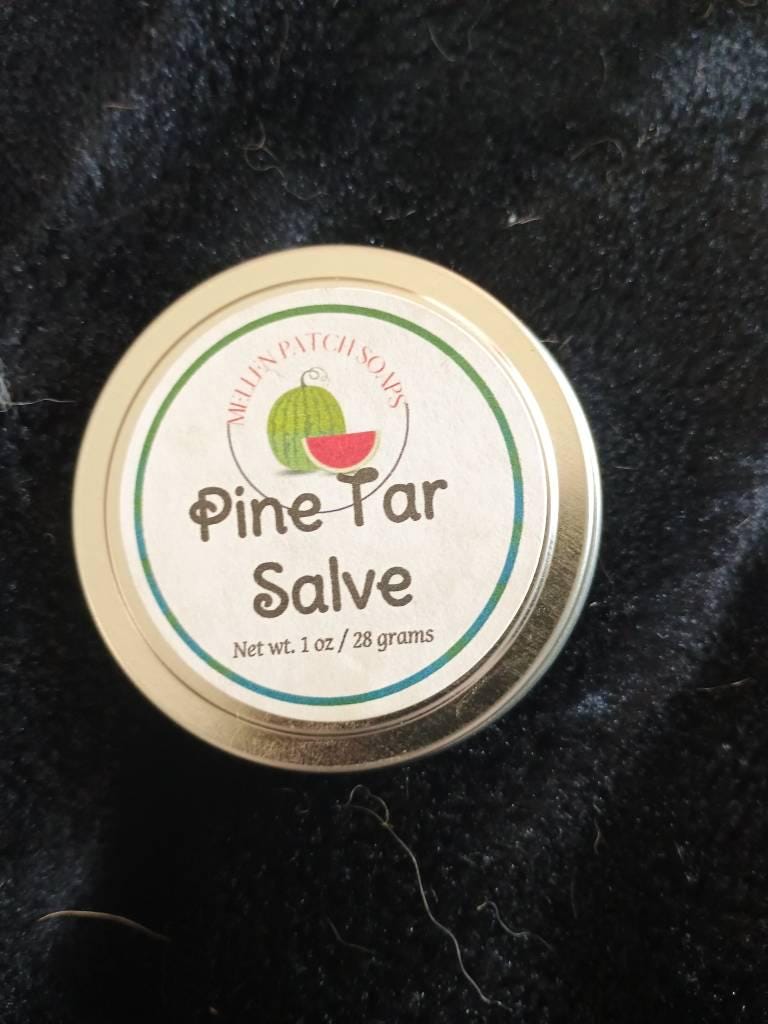 MELLEN PATCH SOAPS
Pine Tar
Salve
Net wt. 1 oz / 28 grams